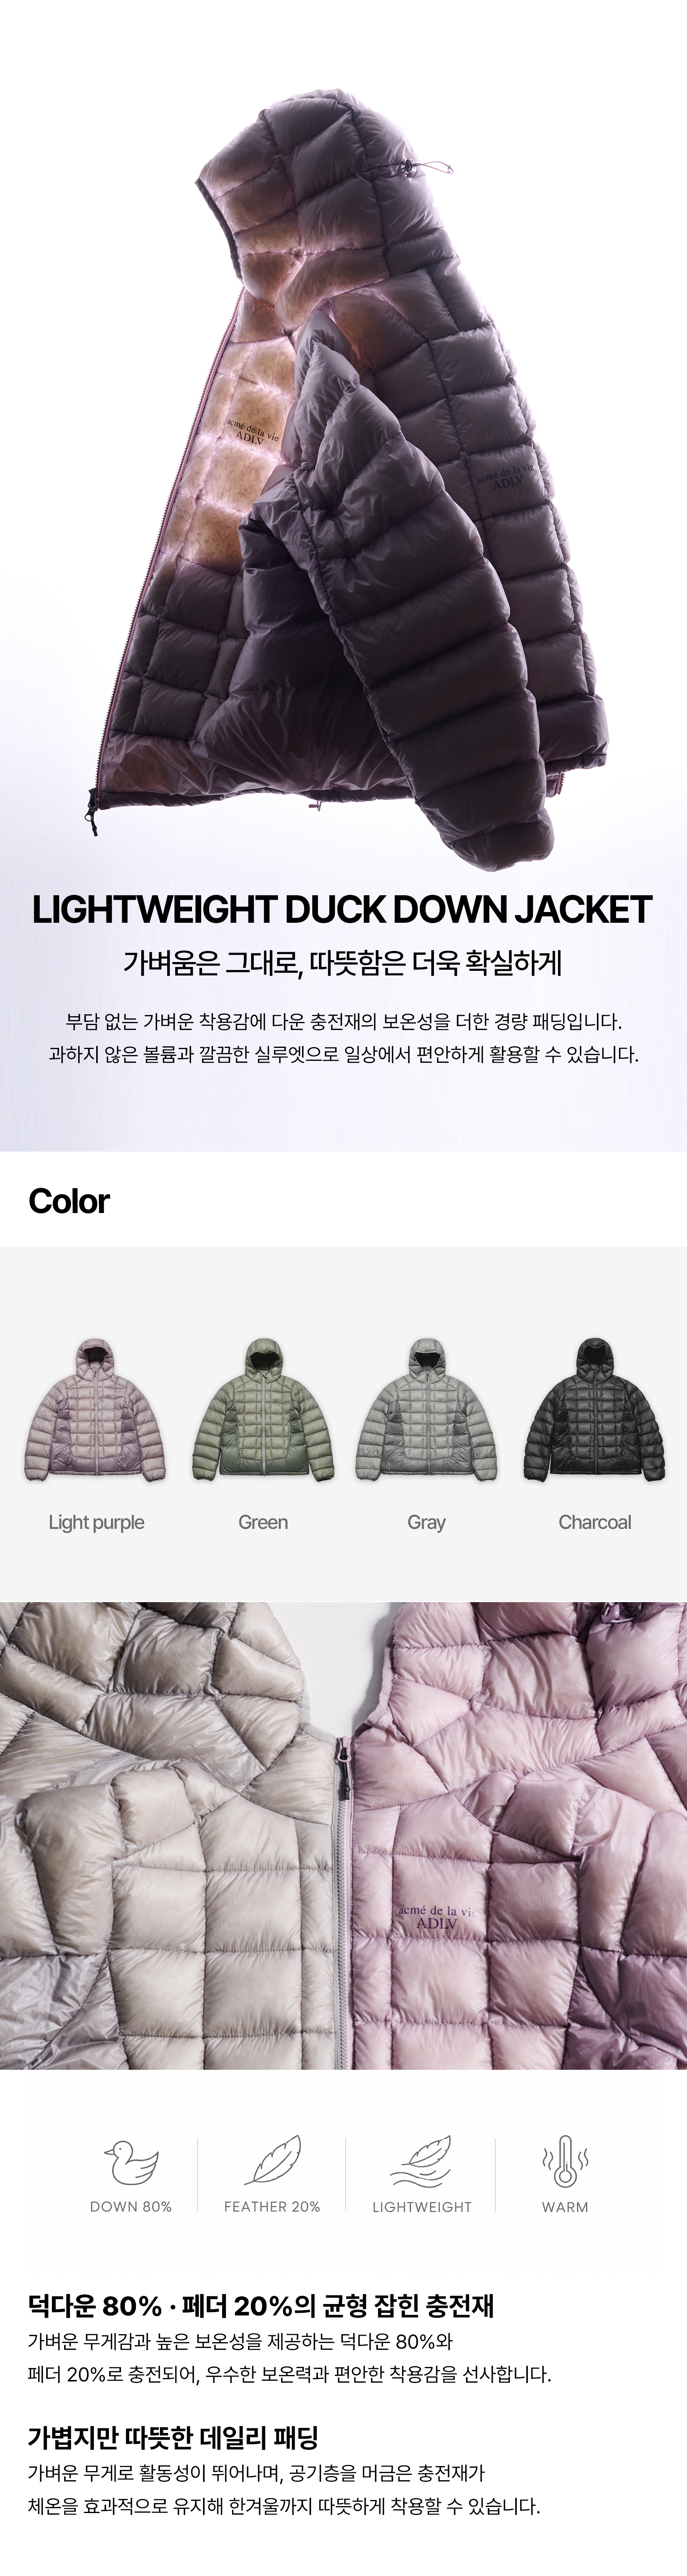 acmé de la vie
ADLV
acmé de la vie
ADLV
LIGHTWEIGHT DUCK DOWN JACKET
가벼움은 그대로, 따뜻함은 더욱 확실하게
부담 없는 가벼운 착용감에 다운 충전재의 보온성을 더한 경량 패딩입니다.
과하지 않은 볼륨과 깔끔한 실루엣으로 일상에서 편안하게 활용할 수 있습니다.
Color
Light purple
Green
Gray
Charcoal
acmé de la vie
ADLV
DOWN 80%
FEATHER 20%
LIGHTWEIGHT
WARM
덕다운 80% · 페더 20%의 균형 잡힌 충전재
가벼운 무게감과 높은 보온성을 제공하는 덕다운 80%와
페더 20%로 충전되어, 우수한 보온력과 편안한 착용감을 선사합니다.
가볍지만 따뜻한 데일리 패딩
가벼운 무게로 활동성이 뛰어나며, 공기층을 머금은 충전재가
체온을 효과적으로 유지해 한겨울까지 따뜻하게 착용할 수 있습니다.